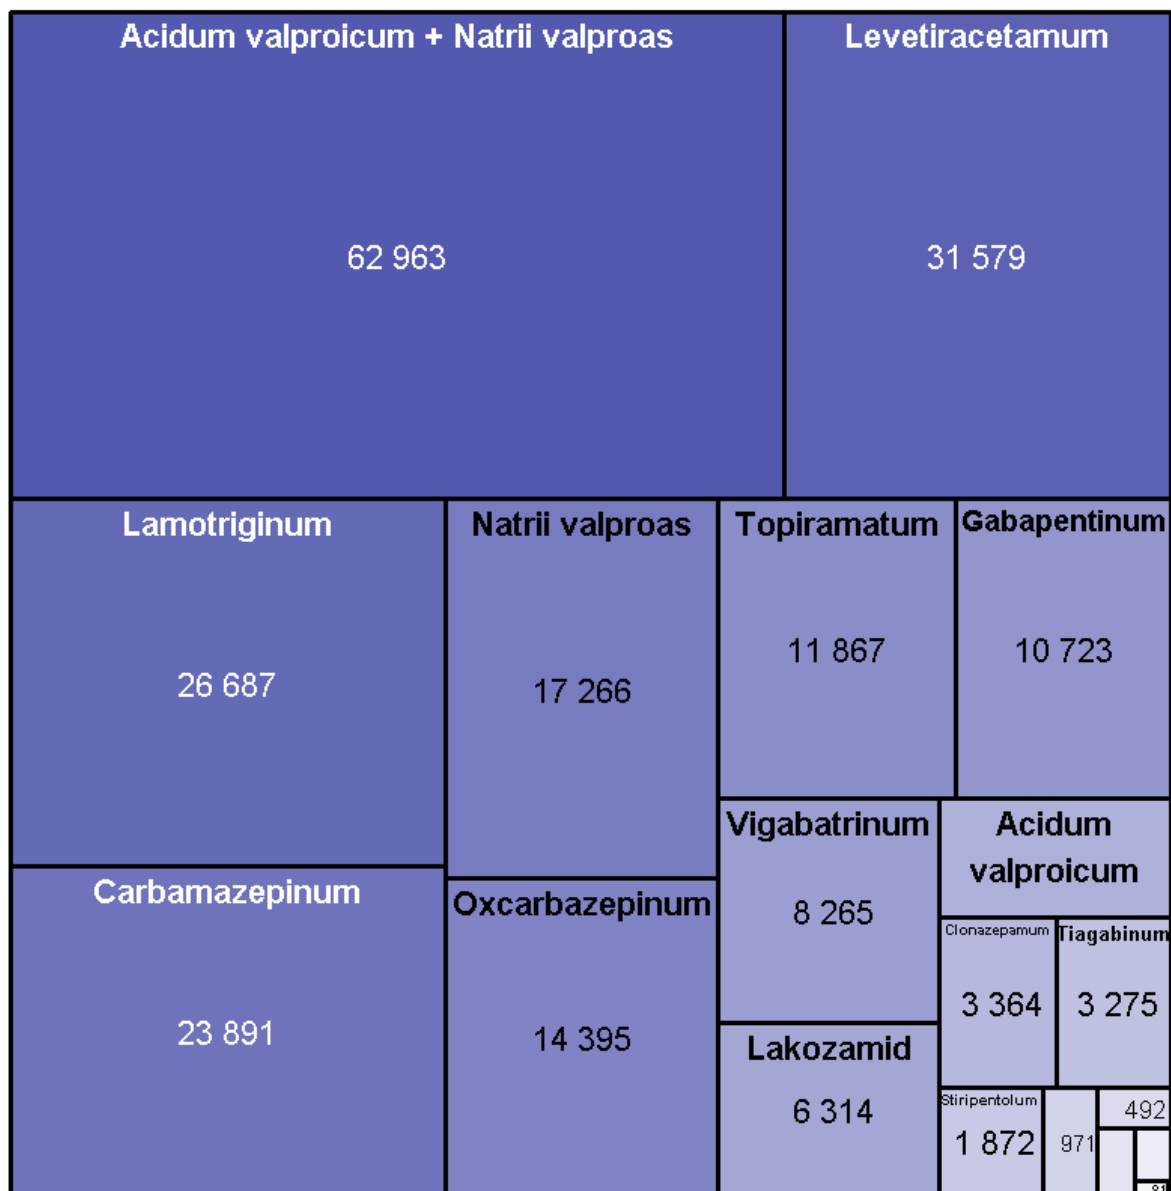 Acidum valproicum + Natrii valproas
62 963
Levetiracetamum
31 579
Lamotriginum
26 687
Natrii valproas
17 266
Topiramatum
11 867
Gabapentinum
10 723
Carbamazepinum
23 891
Oxcarbazepinum
14 395
Vigabatrinum
8 265
Acidum
valproicum
Clonazepamum
3 364
Tiagabinum
3 275
Lakozamid
6 314
Stiripentolum
1 872
971
492